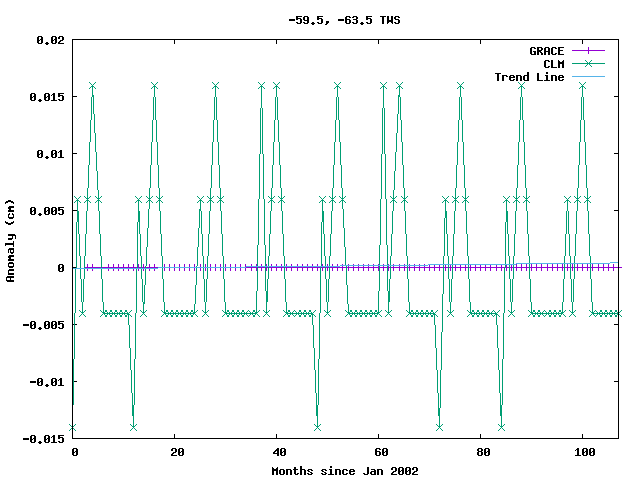 -59.5, -63.5 TWS
0.02
0.015
0.01
0.005
0
-0.005
-0.01
-0.015
Anomaly (cm)
GRACE
CLM
Trend Line
0 20 40 60 80 100
Months since Jan 2002